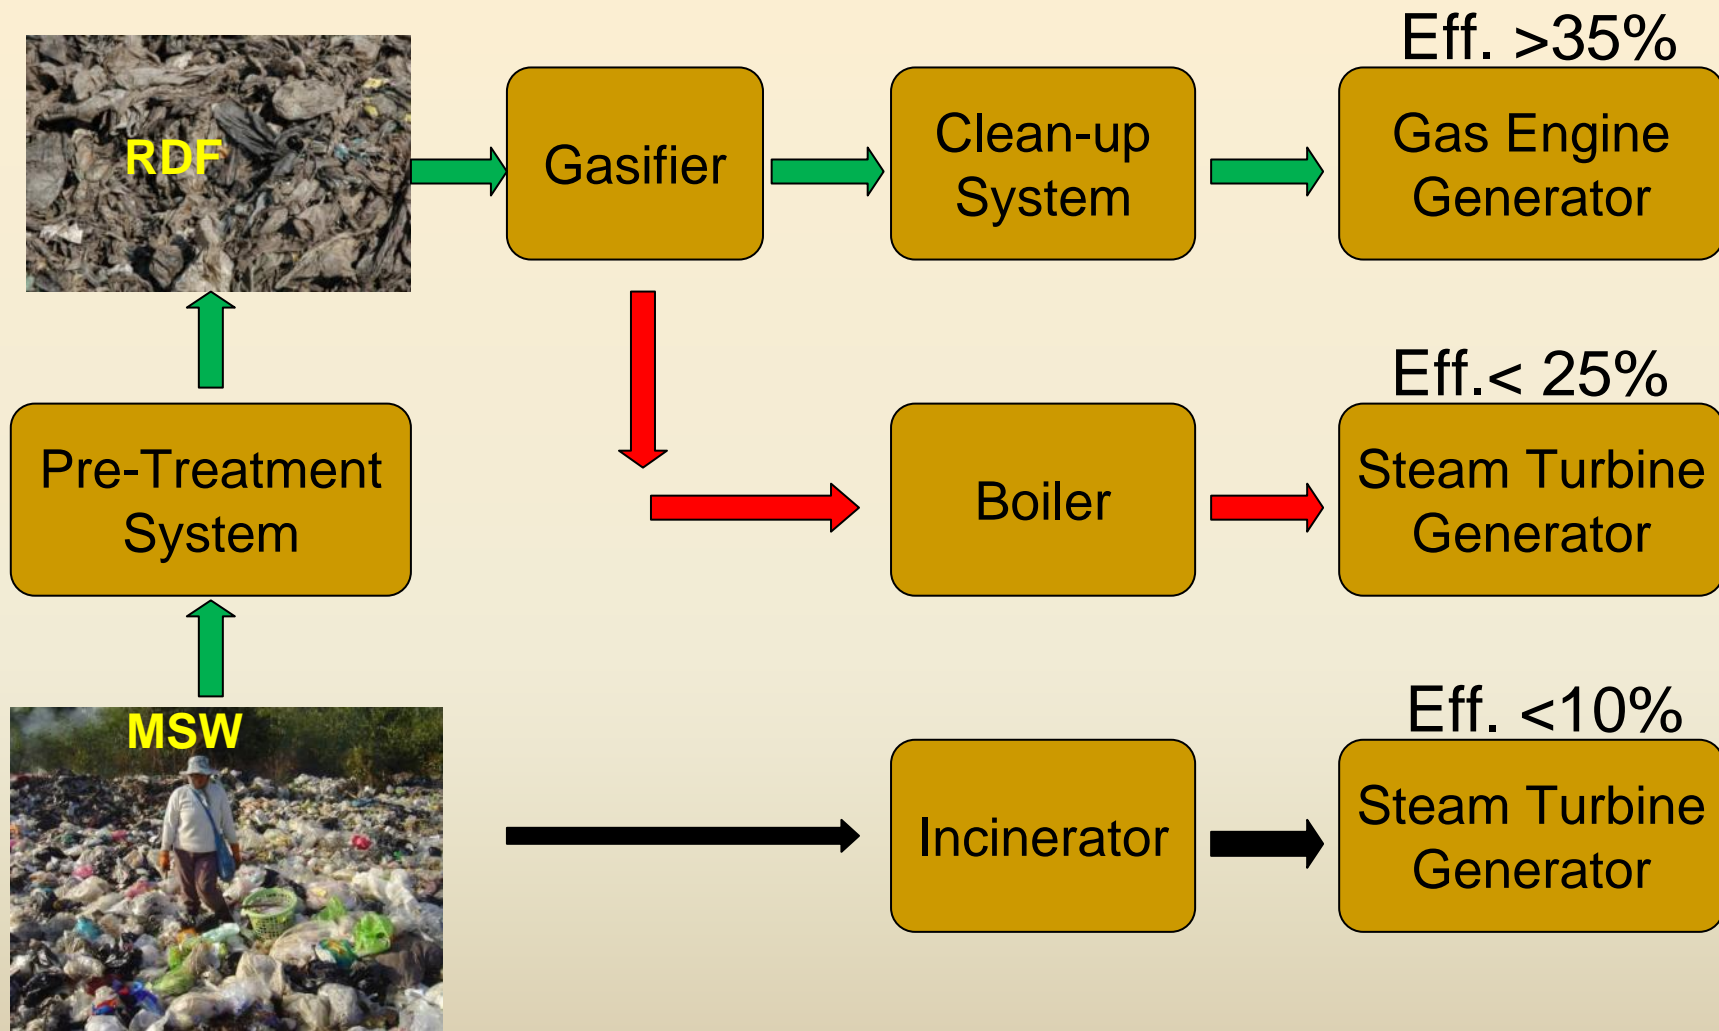 Eff. >35%
RDF
Gasifier
Clean-up
System
Gas Engine
Generator
Eff.< 25%
Pre-Treatment
System
Boiler
Steam Turbine
Generator
Eff. <10%
MSW
Incinerator
Steam Turbine
Generator